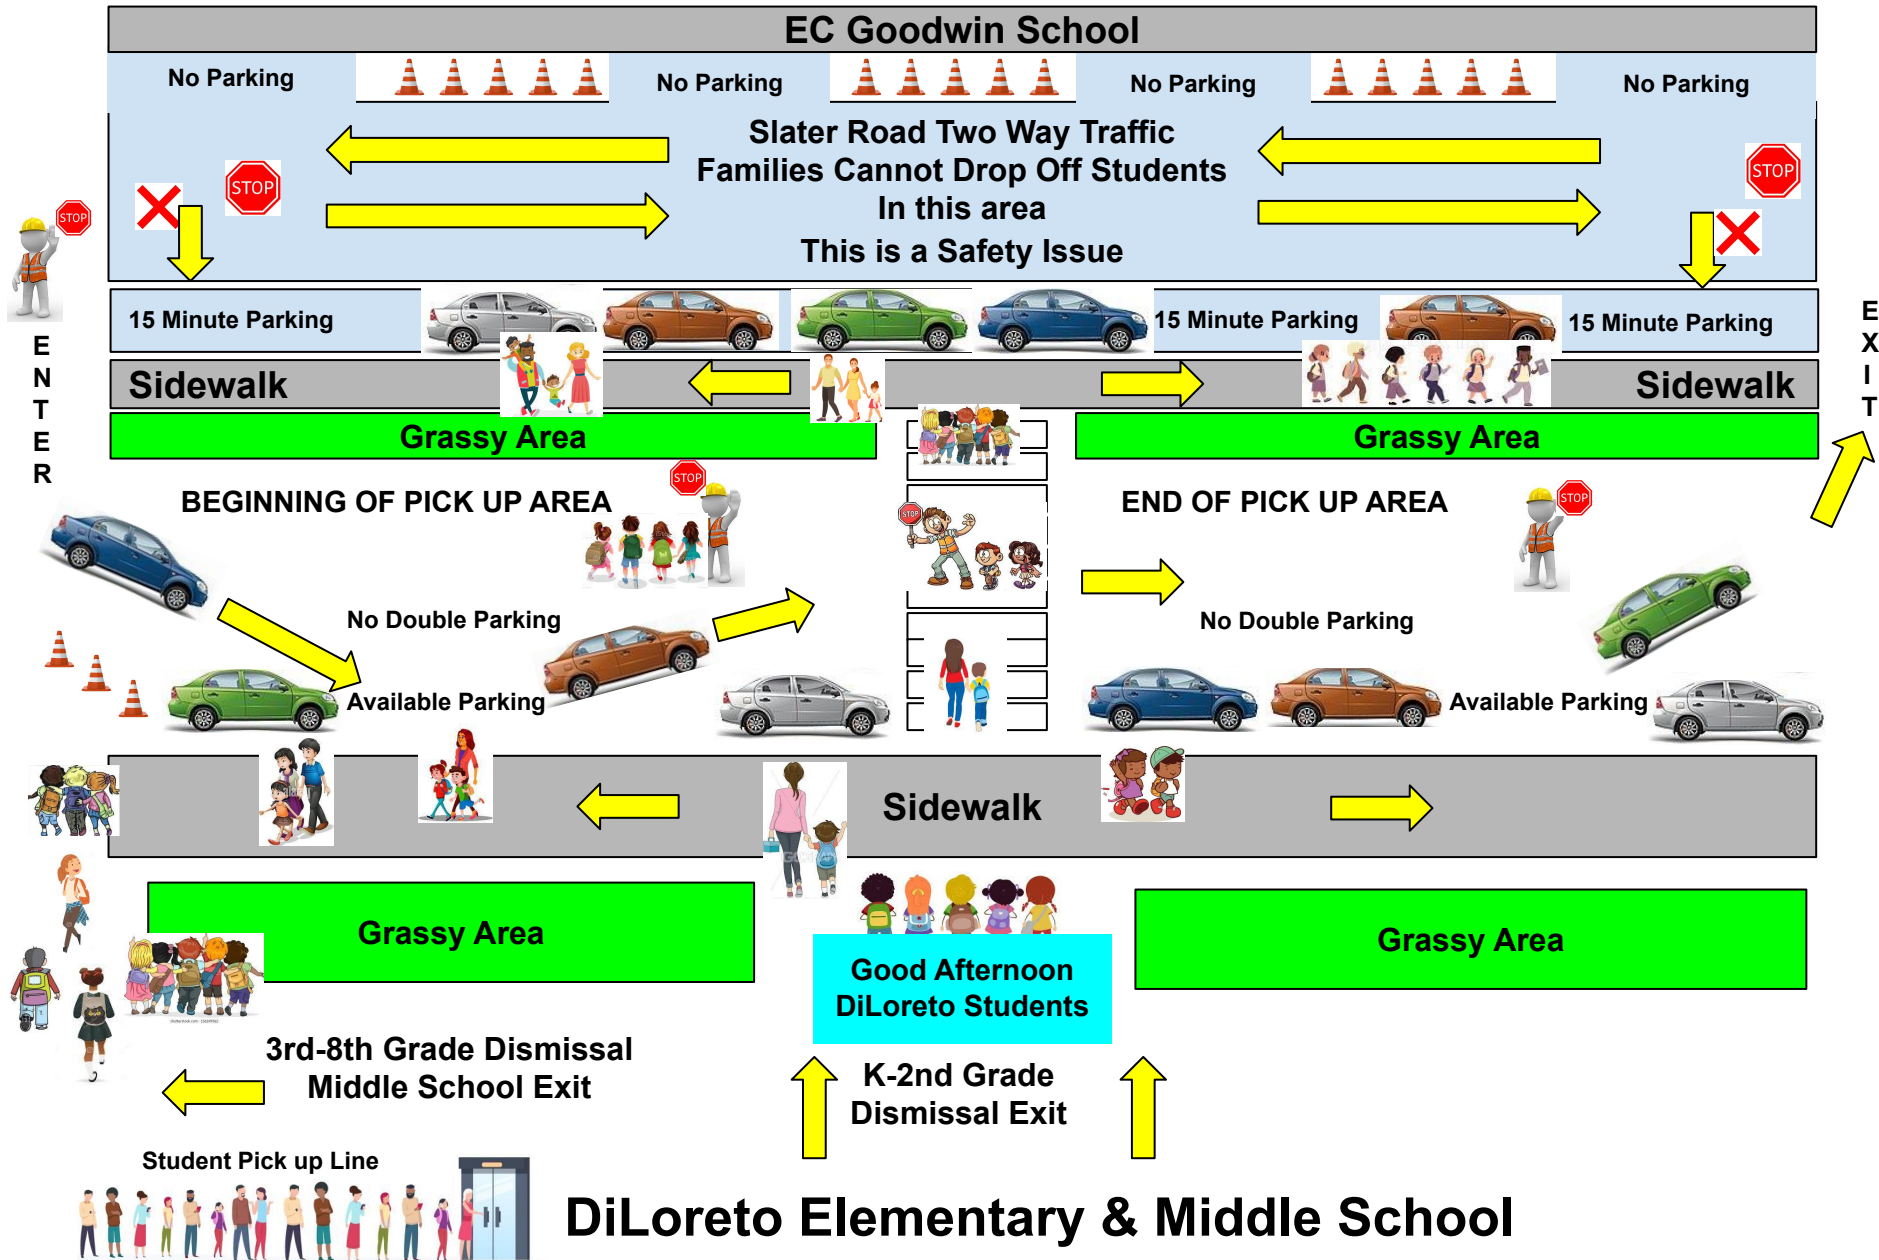 EC Goodwin School
No Parking
No Parking
No Parking
No Parking
Slater Road Two Way Traffic
Families Cannot Drop Off Students
In this area
This is a Safety Issue
STOP
STOP
STOP
ENTER
15 Minute Parking
15 Minute Parking
15 Minute Parking
EXIT
Sidewalk
Sidewalk
Grassy Area
Grassy Area
BEGINNING OF PICK UP AREA
STOP
STOP
END OF PICK UP AREA
STOP
No Double Parking
No Double Parking
Available Parking
Available Parking
Sidewalk
Grassy Area
Grassy Area
Good Afternoon
DiLoreto Students
3rd-8th Grade Dismissal
Middle School Exit
K-2nd Grade
Dismissal Exit
Student Pick up Line
DiLoreto Elementary & Middle School